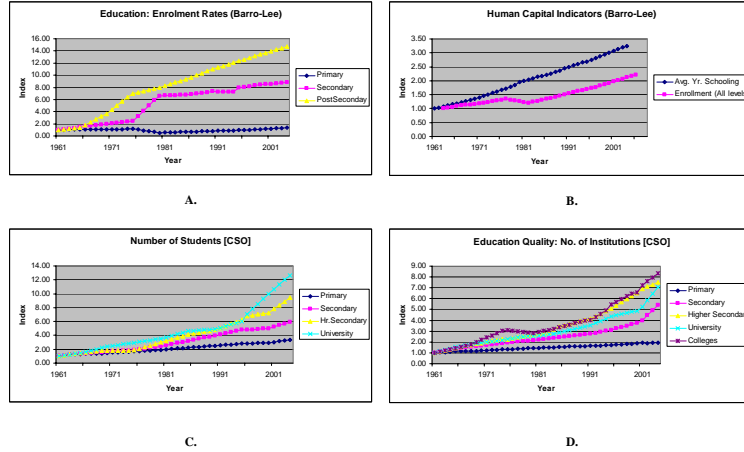 Education: Enrolment Rates (Barro-Lee)
16.00
14.00
12.00
10.00
8.00
6.00
4.00
2.00
0.00
Index
1961 1971 1981 1991 2001
Year
Primary
Secondary
PostSeconday
A.
Human Capital Indicators (Barro-Lee)
3.50
3.00
2.50
2.00
1.50
1.00
0.50
0.00
Index
1961 1971 1981 1991 2001
Year
Avg. Yr. Schooling
Enrollment (All levels
B.
Number of Students [CSO]
14.00
12.00
10.00
8.00
6.00
4.00
2.00
0.00
Index
1961 1971 1981 1991 2001
Year
Primary
Secondary
Hr.Secondary
University
C.
Education Quality: No. of Institutions [CSO]
9.00
8.00
7.00
6.00
5.00
4.00
3.00
2.00
1.00
0.00
Index
1961 1971 1981 1991 2001
Year
Primary
Secondary
Higher Secondar
University
Colleges
D.